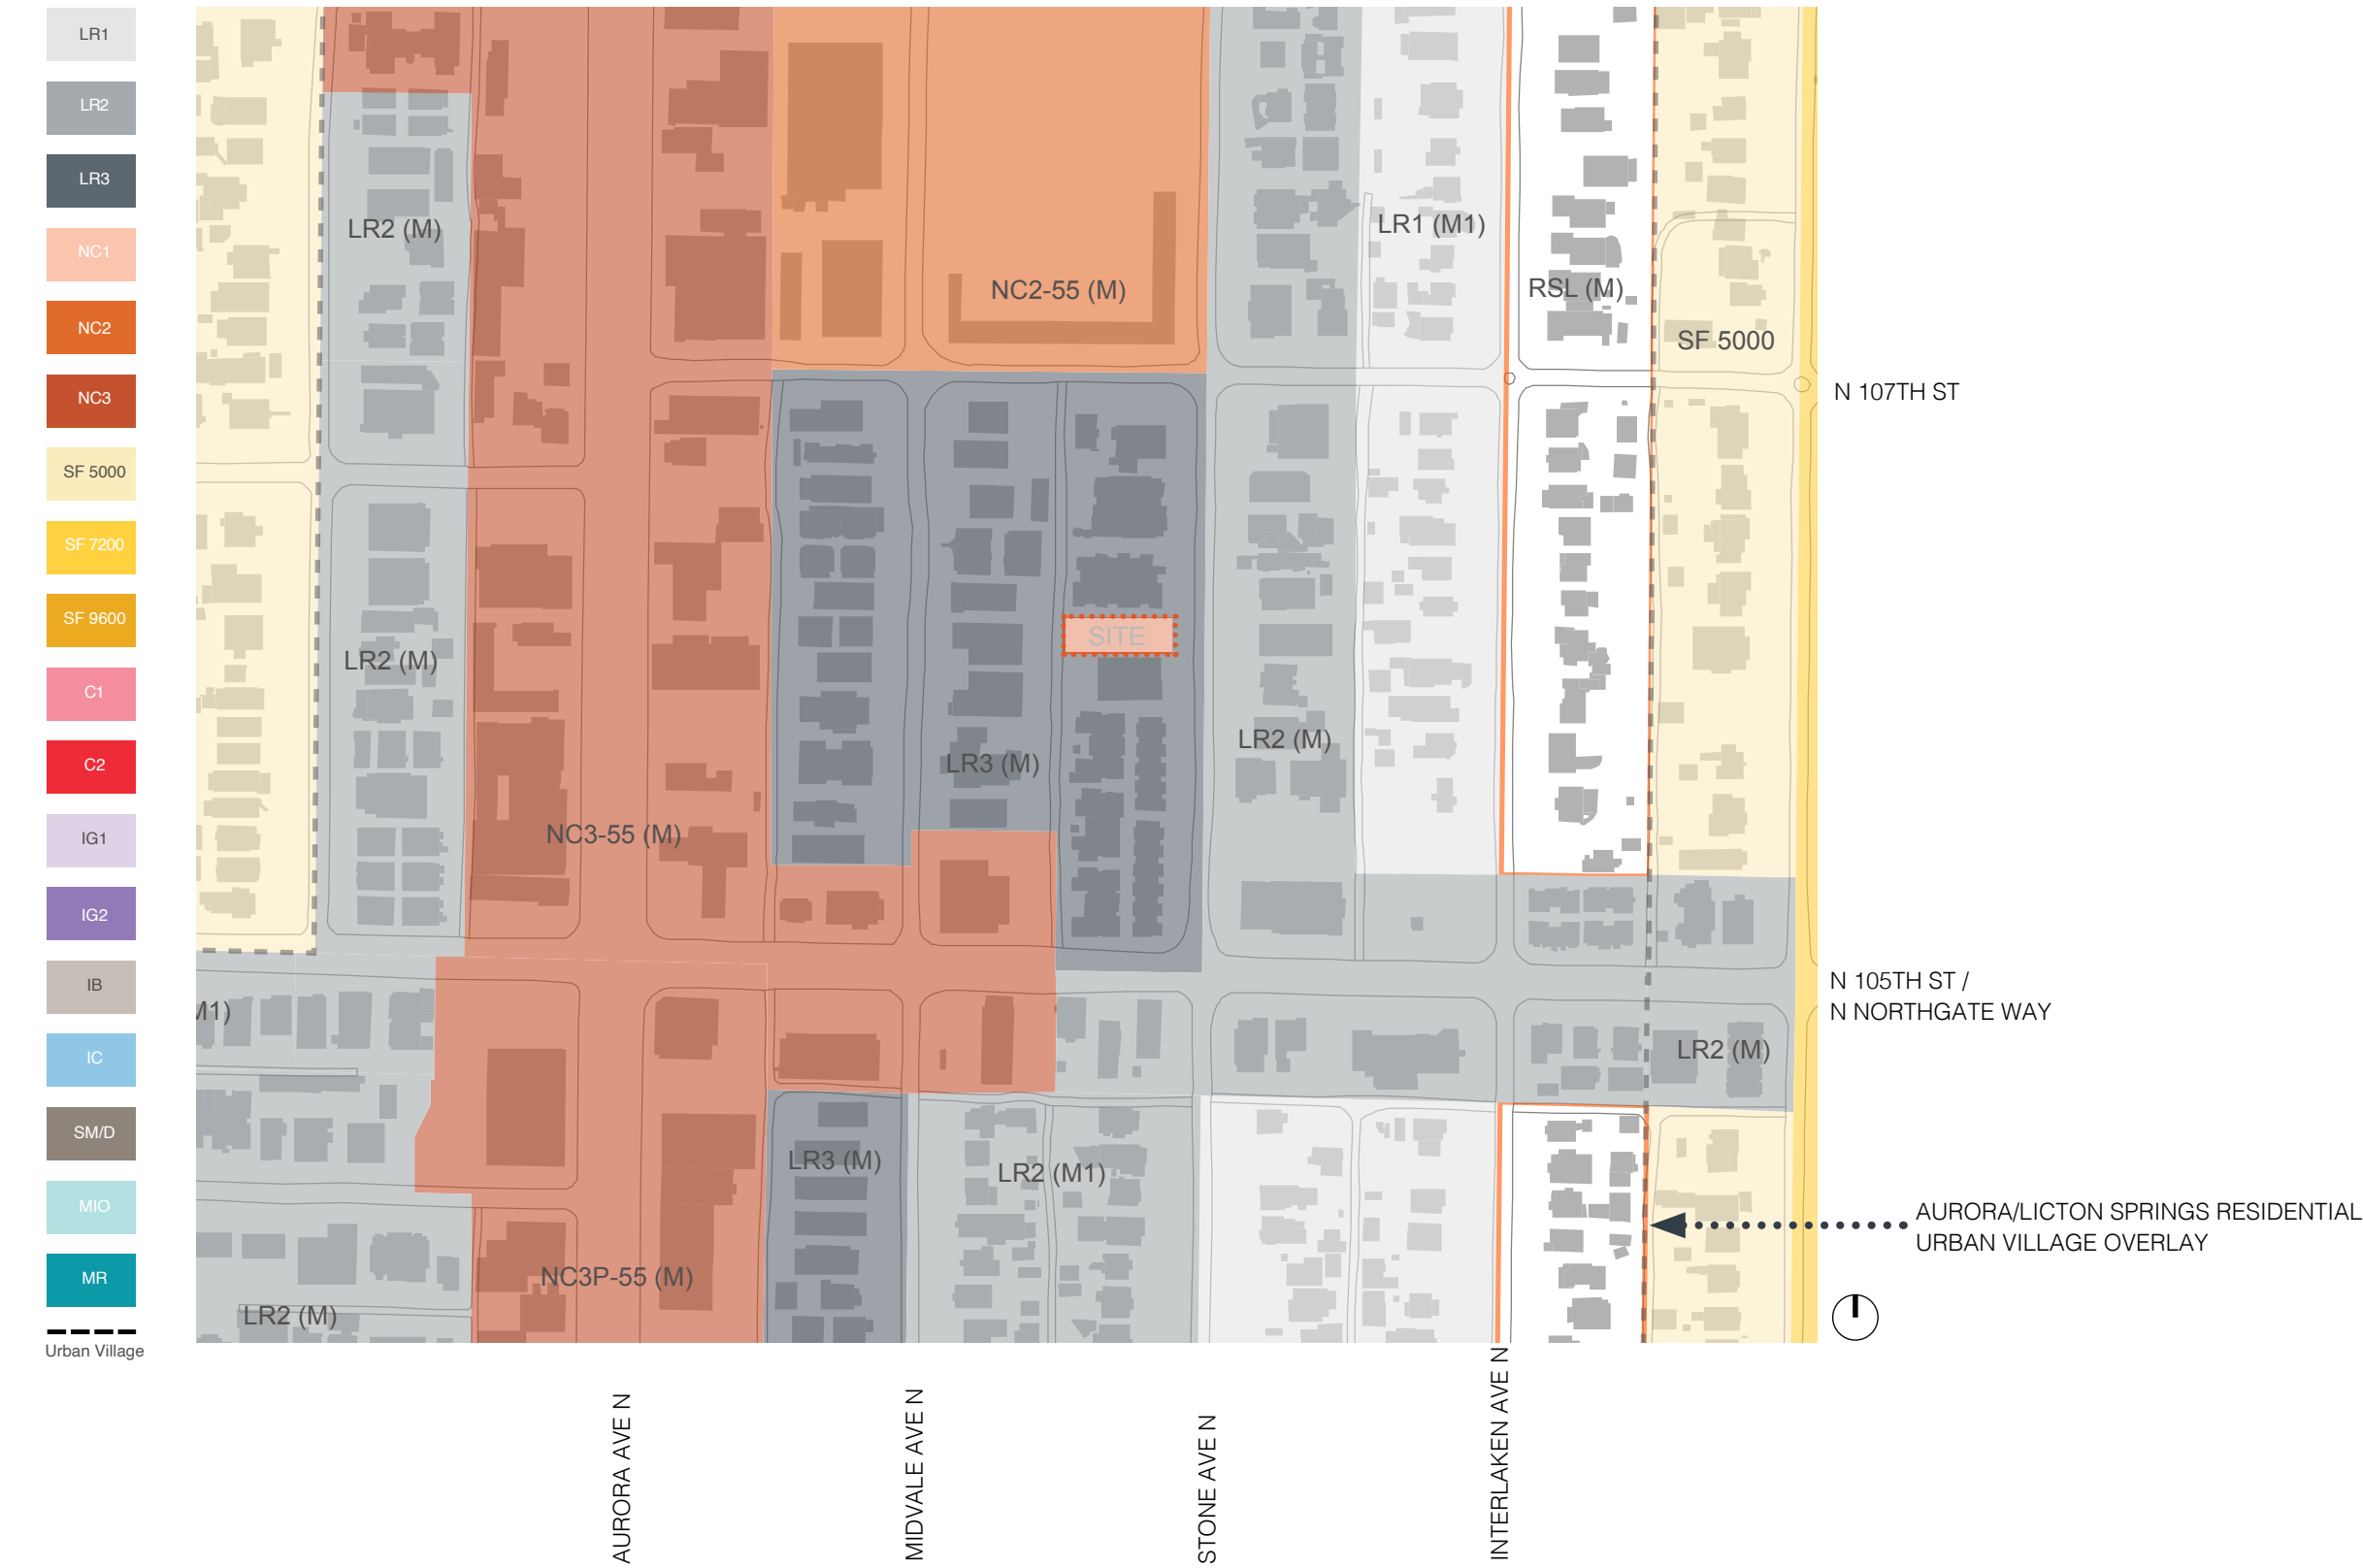 LR1
LR2
LR3
NC1
NC2
NC3
SF 5000
SF 7200
SF 9600
C1
C2
IG1
IG2
IB
IC
SM/D
MIO
MR
Urban Village
LR2 (M)
LR1 (M1)
NC2-55 (M)
RSL (M)
SF 5000
N 107TH ST
SITE
LR2 (M)
LR2 (M)
LR3 (M)
NC3-55 (M)
N 105TH ST /
N NORTHGATE WAY
M1)
LR2 (M)
LR3 (M)
LR2 (M1)
AURORA/LICTON SPRINGS RESIDENTIAL
URBAN VILLAGE OVERLAY
NC3P-55 (M)
LR2 (M)
AURORA AVE N
MIDVALE AVE N
STONE AVE N
INTERLAKEN AVE N